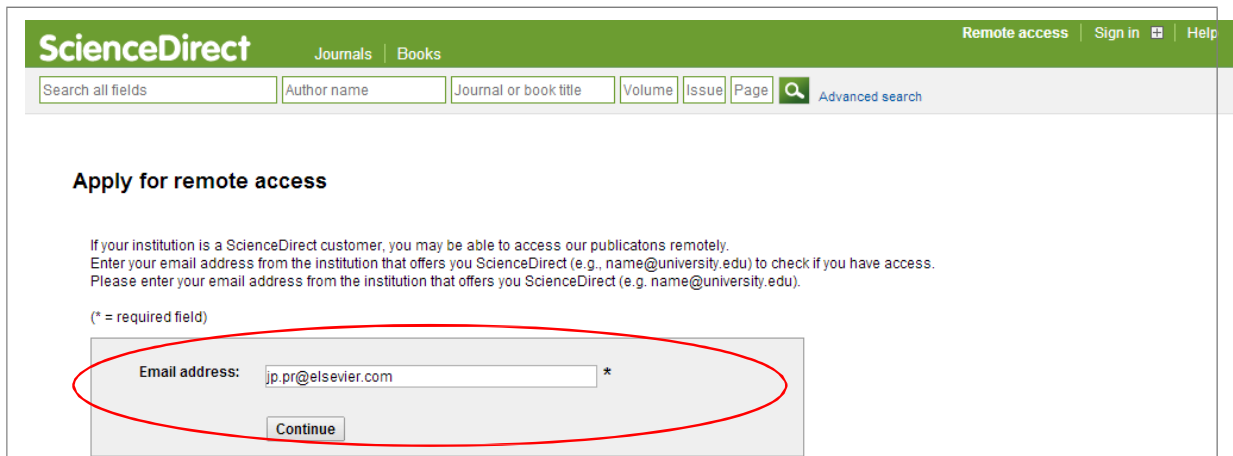 Remote access Sign in Help
ScienceDirect Journals Books
Search all fields Author name Journal or book title Volume Issue Page Advanced search
Apply for remote access
If your institution is a ScienceDirect customer, you may be able to access our publicatons remotely.
Enter your email address from the institution that offers you ScienceDirect (e.g., name@university.edu) to check if you have access.
Please enter your email address from the institution that offers you ScienceDirect (e.g. name@university.edu).
(* = required field)
Email address: jp.pr@elsevier.com *
Continue